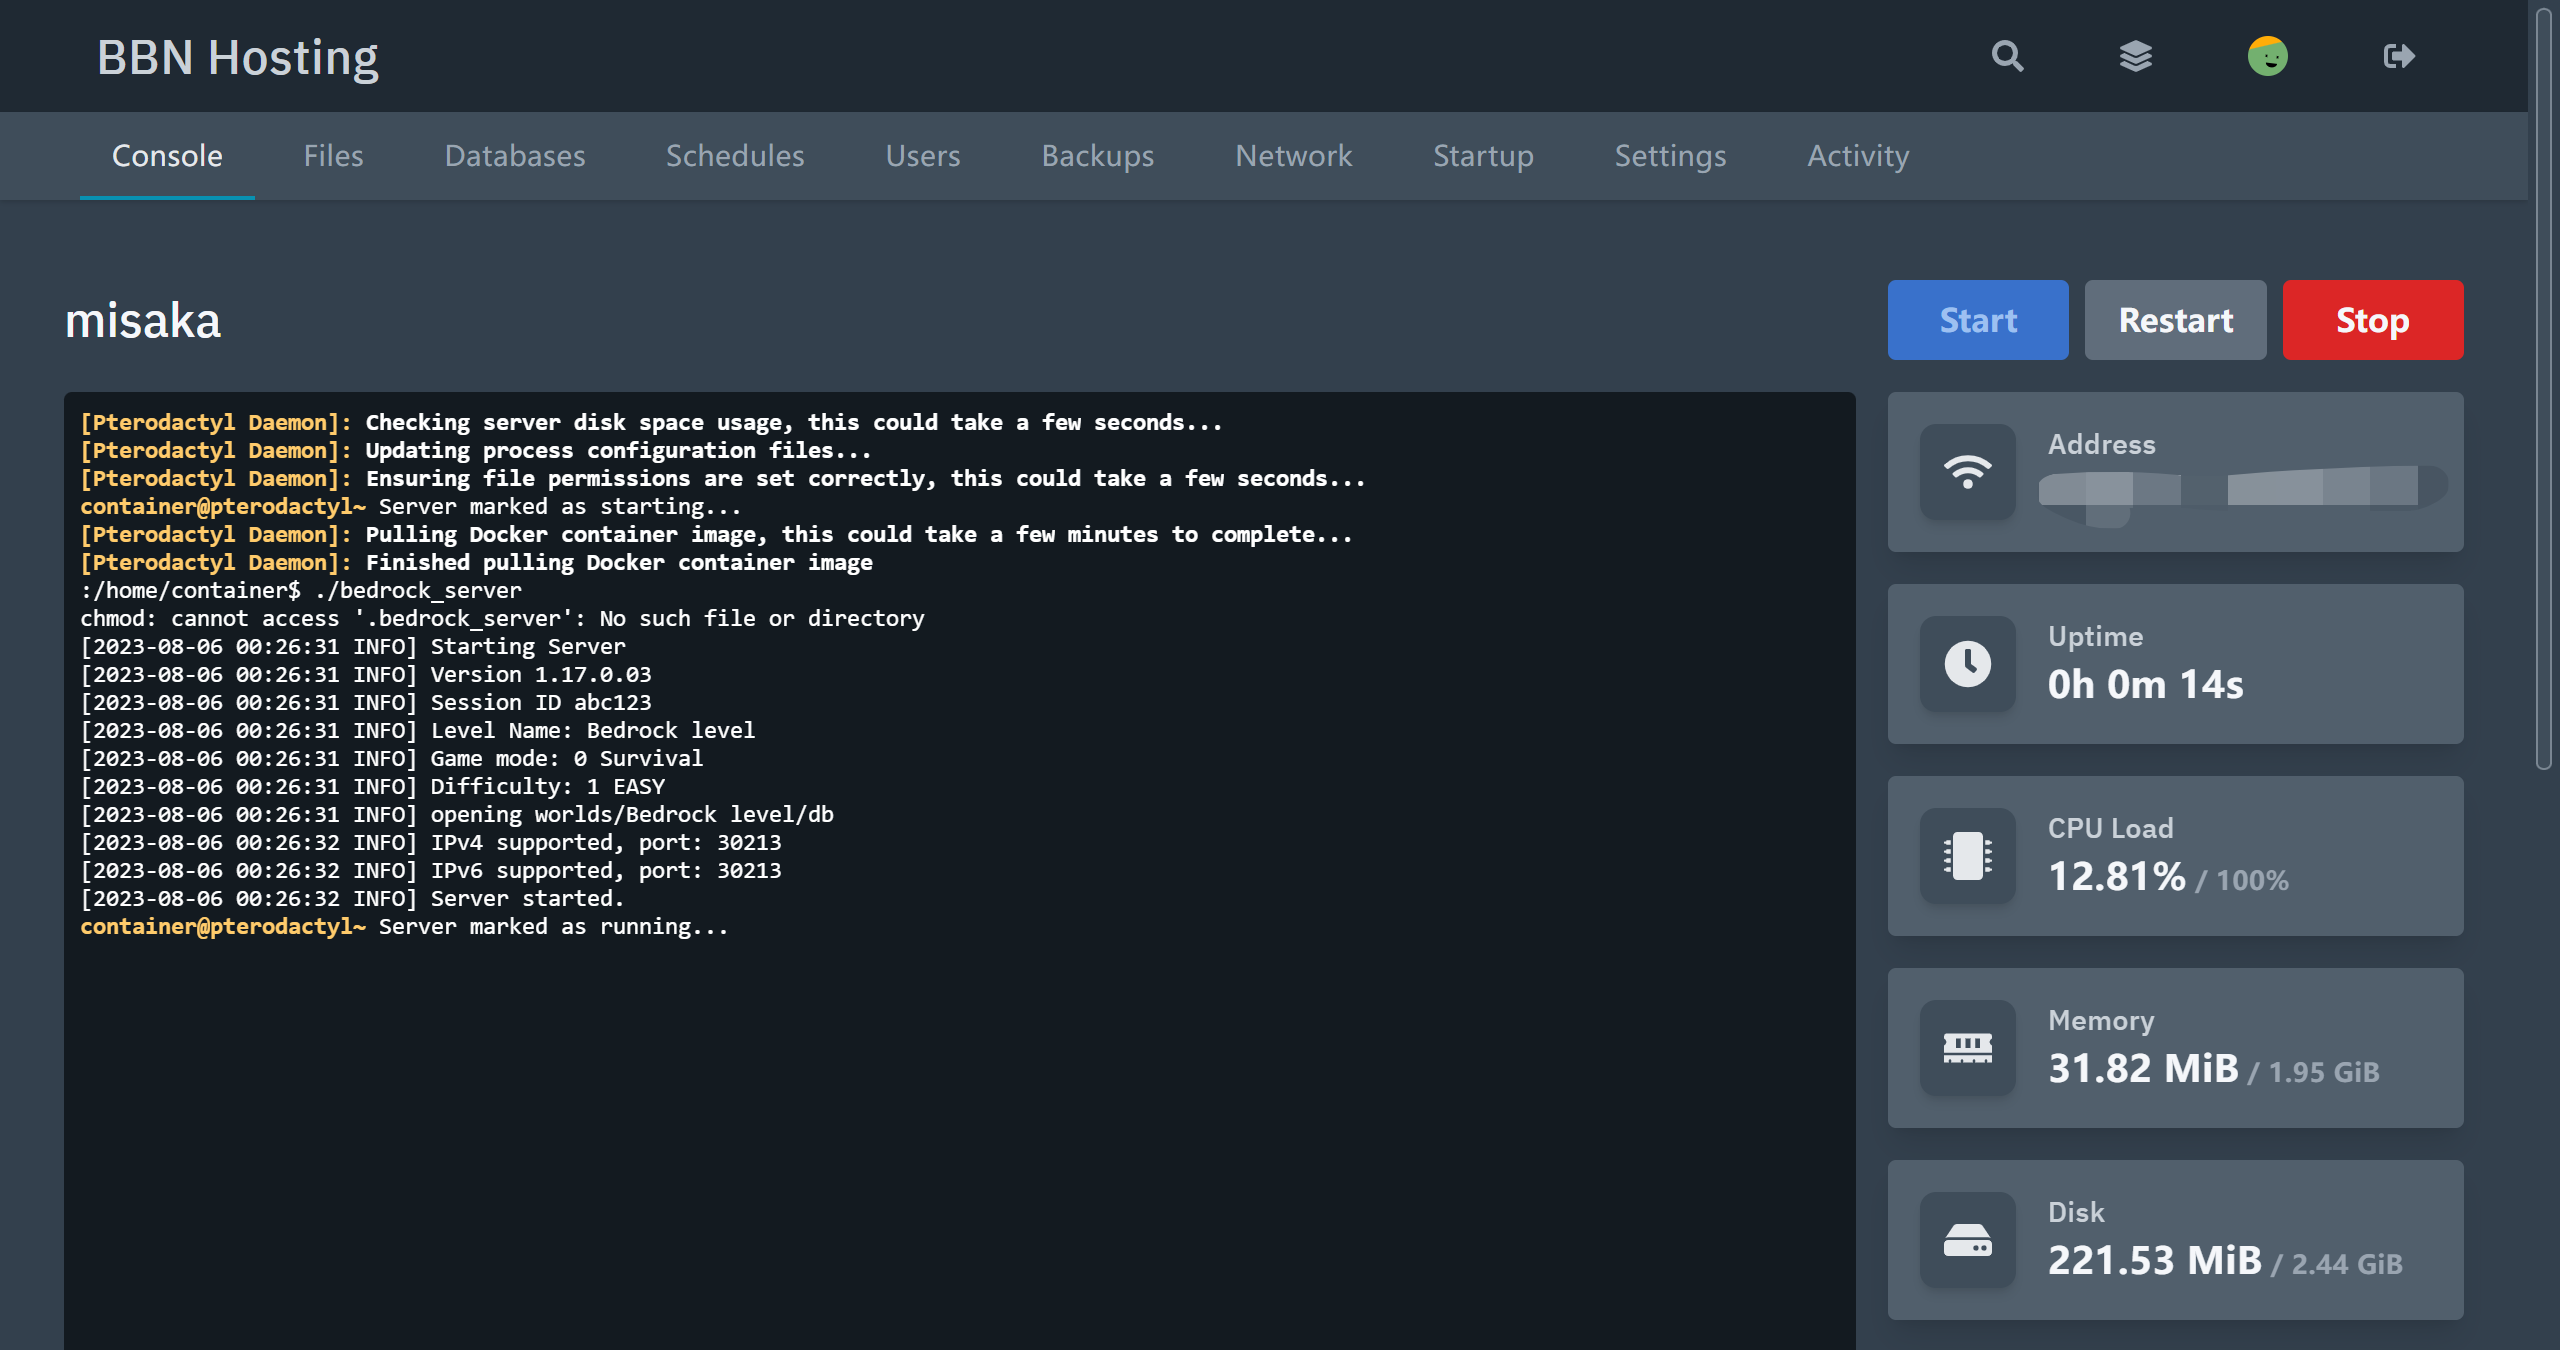 BBN Hosting
Console Files Databases Schedules Users Backups Network Startup Settings Activity
misaka
Start Restart Stop
[Pterodactyl Daemon]: Checking server disk space usage, this could take a few seconds...
[Pterodactyl Daemon]: Updating process configuration files...
[Pterodactyl Daemon]: Ensuring file permissions are set correctly, this could take a few seconds...
container@pterodactyl~ Server marked as starting...
[Pterodactyl Daemon]: Pulling Docker container image, this could take a few minutes to complete...
[Pterodactyl Daemon]: Finished pulling Docker container image
:/home/container$ ./bedrock_server
chmod: cannot access '.bedrock_server': No such file or directory
[2023-08-06 00:26:31 INFO] Starting Server
[2023-08-06 00:26:31 INFO] Version 1.17.0.03
[2023-08-06 00:26:31 INFO] Session ID abc123
[2023-08-06 00:26:31 INFO] Level Name: Bedrock level
[2023-08-06 00:26:31 INFO] Game mode: 0 Survival
[2023-08-06 00:26:31 INFO] Difficulty: 1 EASY
[2023-08-06 00:26:31 INFO] opening worlds/Bedrock level/db
[2023-08-06 00:26:32 INFO] IPv4 supported, port: 30213
[2023-08-06 00:26:32 INFO] IPv6 supported, port: 30213
[2023-08-06 00:26:32 INFO] Server started.
container@pterodactyl~ Server marked as running...
Address
Uptime
0h 0m 14s
CPU Load
12.81% / 100%
Memory
31.82 MiB / 1.95 GiB
Disk
221.53 MiB / 2.44 GiB